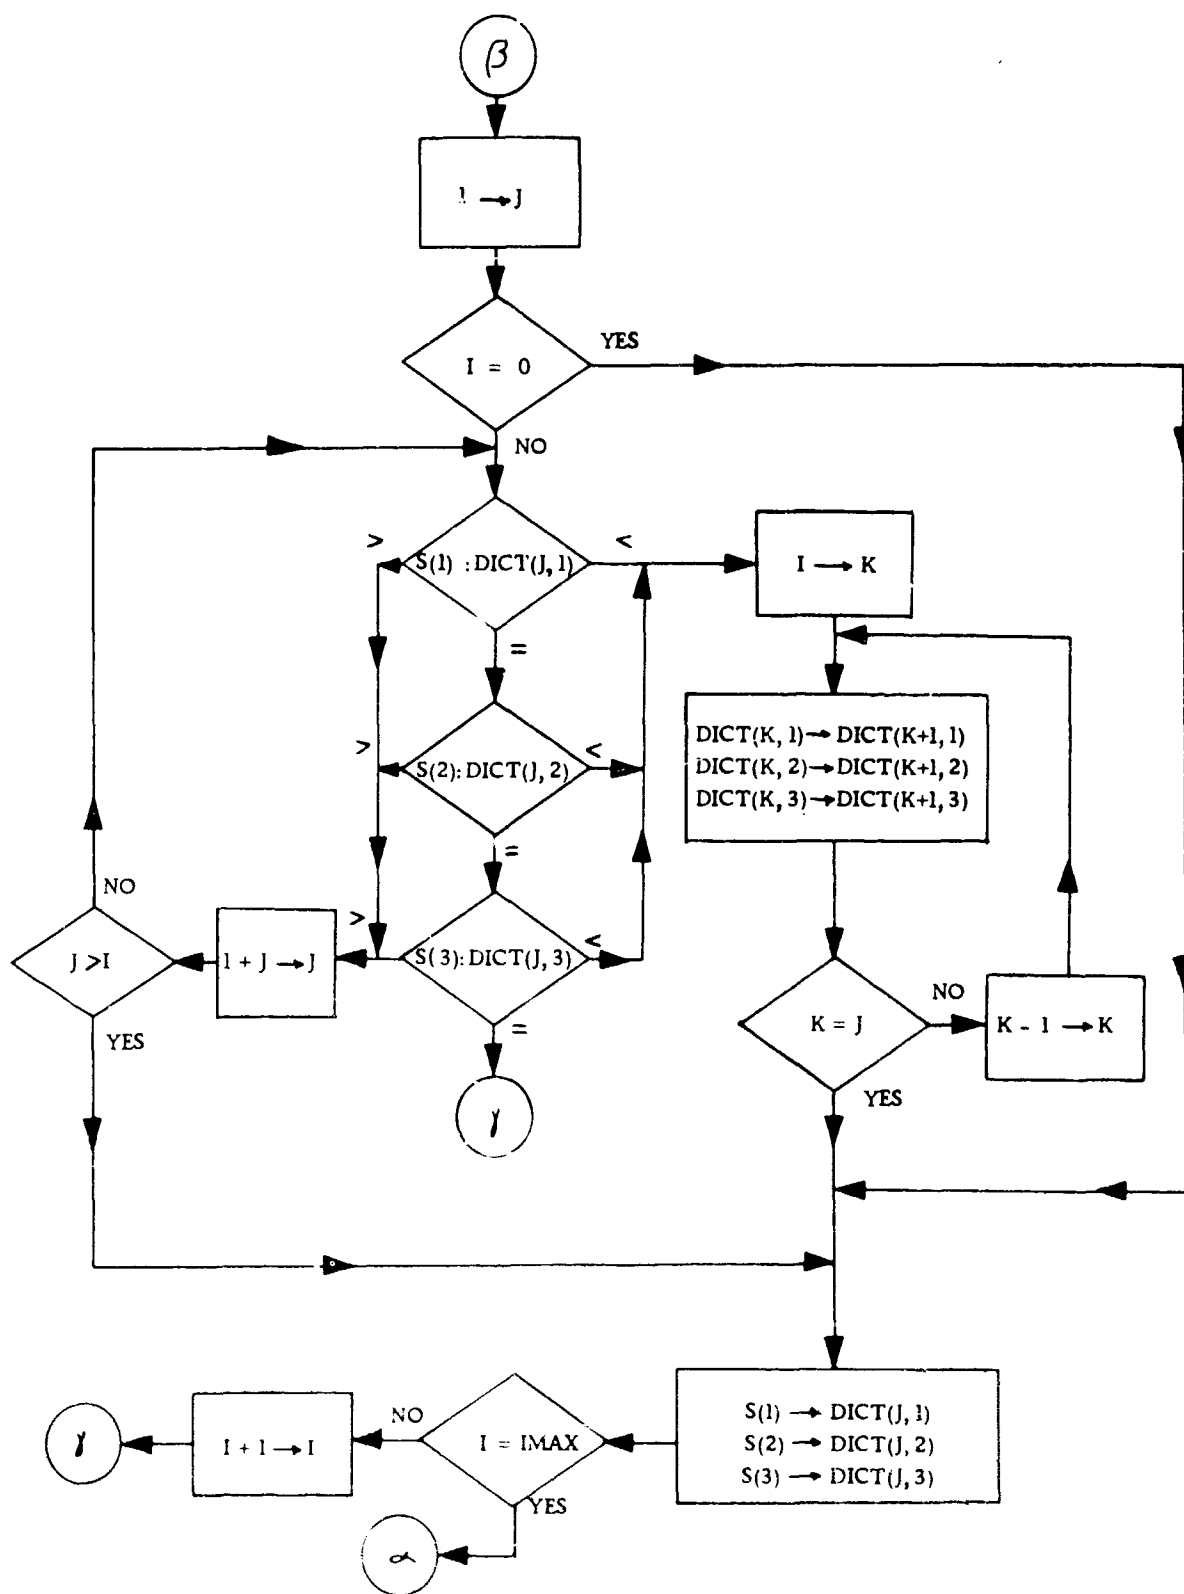 β
1 → J
I = 0
YES
NO
> S(1) : DICT(J, 1) <
I → K
=
DICT(K, 1) → DICT(K+1, 1)
DICT(K, 2) → DICT(K+1, 2)
DICT(K, 3) → DICT(K+1, 3)
> S(2): DICT(J, 2) <
=
NO
J > I
YES
1 + J → J
> S(3): DICT(J, 3) <
=
γ
K = J
NO
K - 1 → K
YES
S(1) → DICT(J, 1)
S(2) → DICT(J, 2)
S(3) → DICT(J, 3)
I = IMAX
NO
I + 1 → I
γ
YES
α